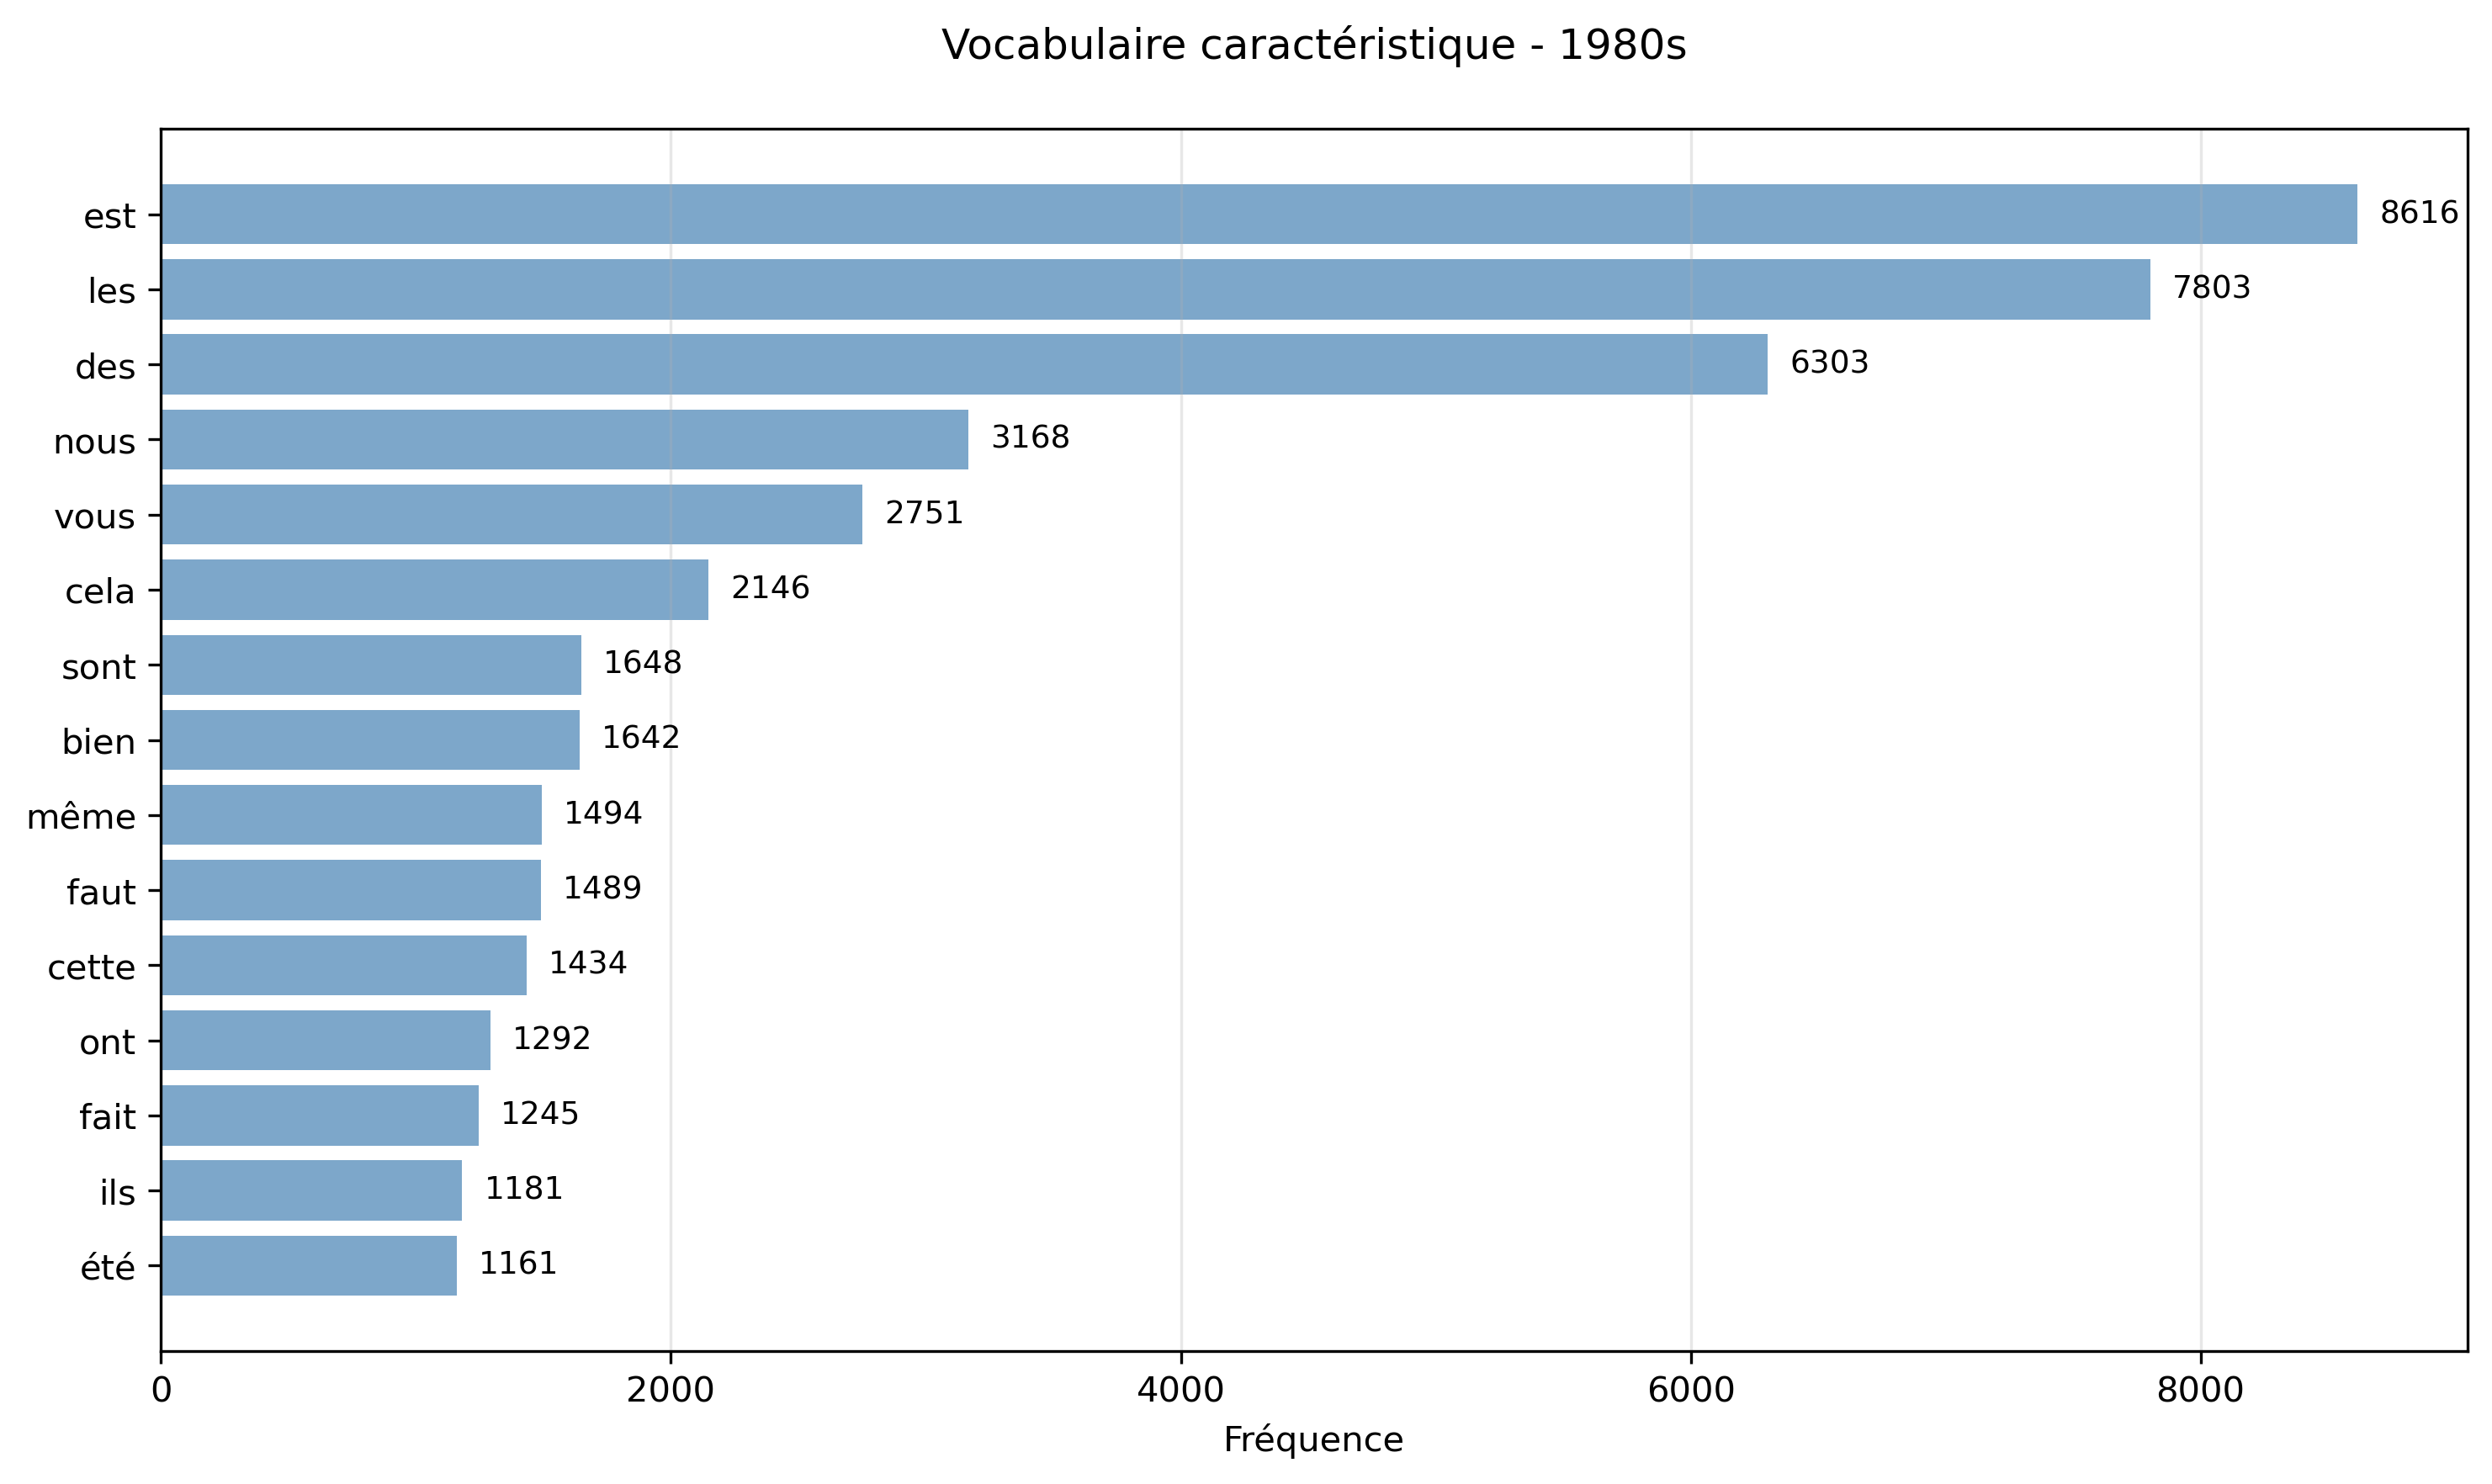 Vocabulaire caractéristique - 1980s
est 8616
les 7803
des 6303
nous 3168
vous 2751
cela 2146
sont 1648
bien 1642
même 1494
faut 1489
cette 1434
ont 1292
fait 1245
ils 1181
été 1161
0 2000 4000 6000 8000
Fréquence